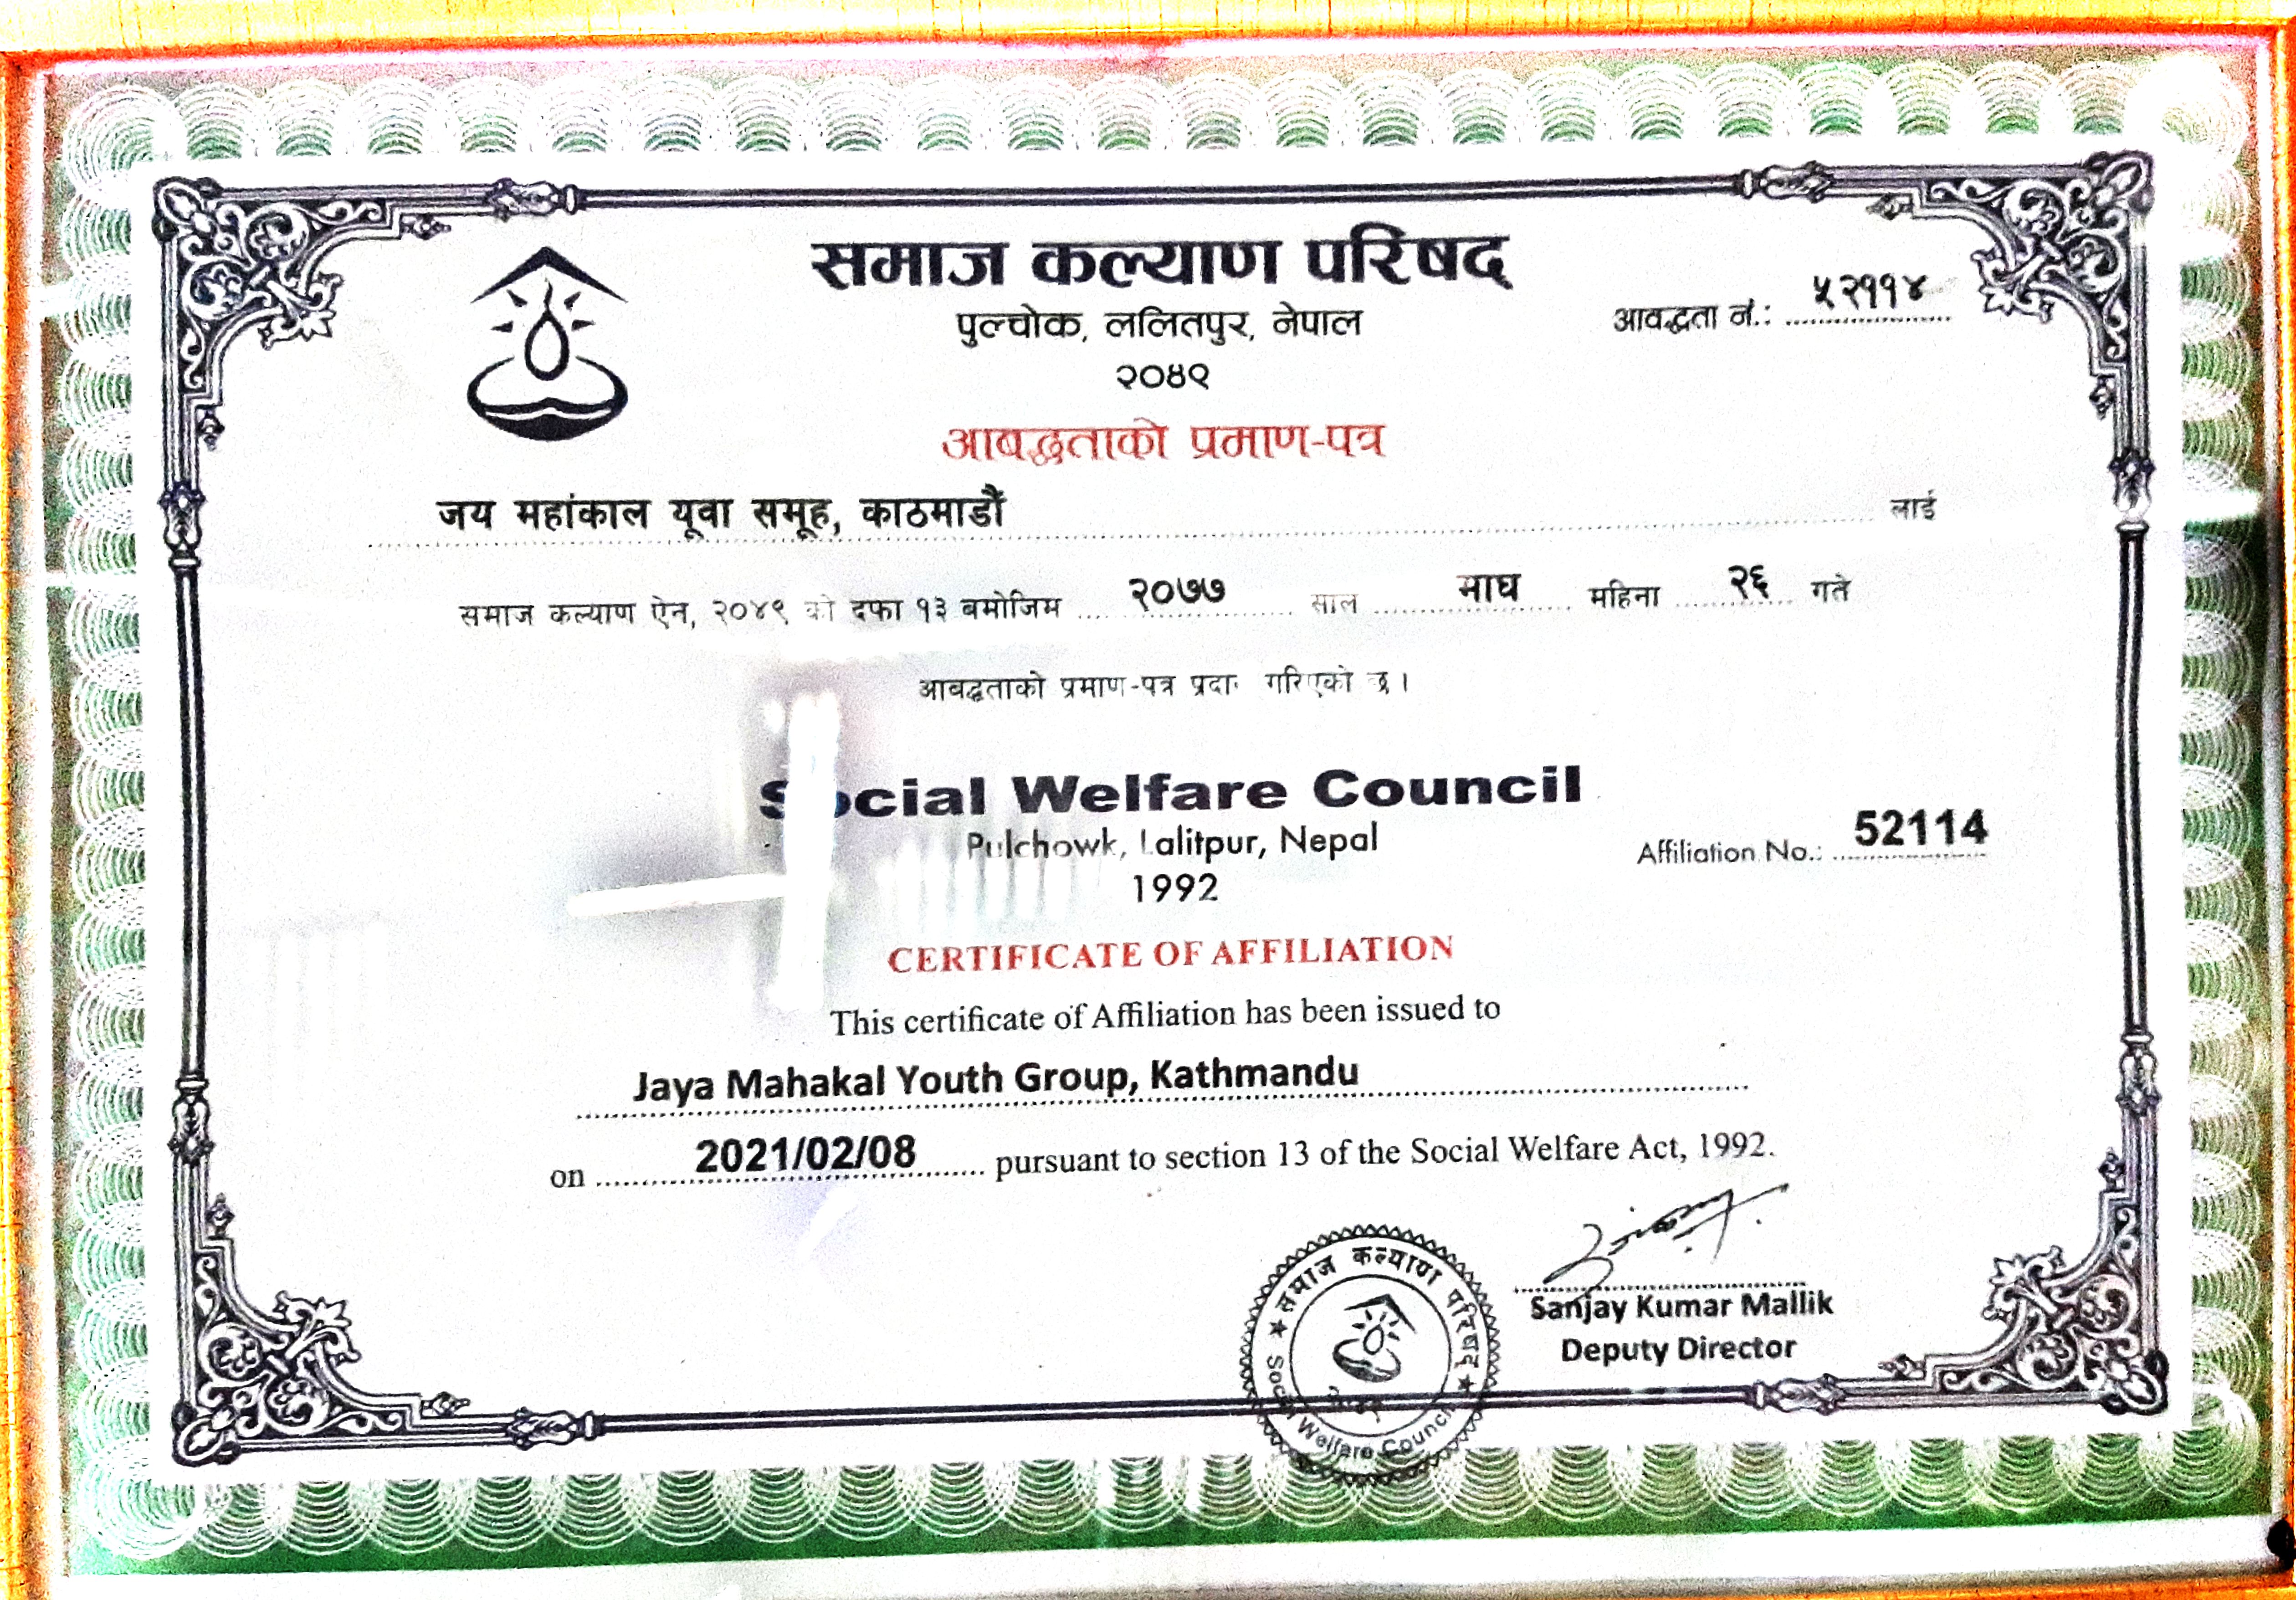 समाज कल्याण परिषद्
पुल्चोक, ललितपुर, नेपाल
आवद्धता नं.: ५२११४
२०४९
आबद्धताको प्रमाण-पत्र
जय महांकाल यूवा समूह, काठमाडौं लाई
समाज कल्याण ऐन, २०४९ को दफा १३ बमोजिम २०७७ साल माघ महिना २६ गते
आवद्धताको प्रमाण-पत्र प्रदान गरिएको छ।
Social Welfare Council
Pulchowk, Lalitpur, Nepal
Affiliation No.: 52114
1992
CERTIFICATE OF AFFILIATION
This certificate of Affiliation has been issued to
Jaya Mahakal Youth Group, Kathmandu
on 2021/02/08 pursuant to section 13 of the Social Welfare Act, 1992.
Sanjay Kumar Mallik
Deputy Director
समाज कल्याण परिषद्
Social Welfare Council